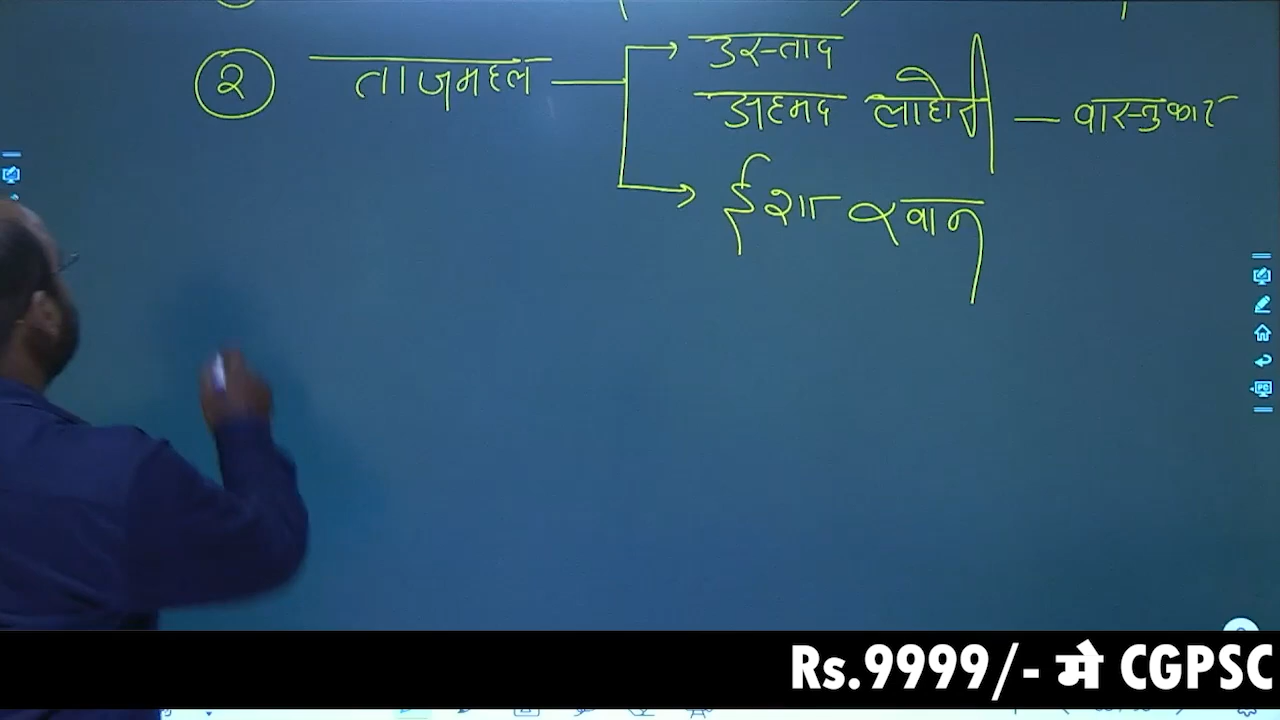 २ ताजमहल
उस्ताद
अहमद लाहौरी — वास्तुकार
ईशा खान
Rs.9999/- मे CGPSC